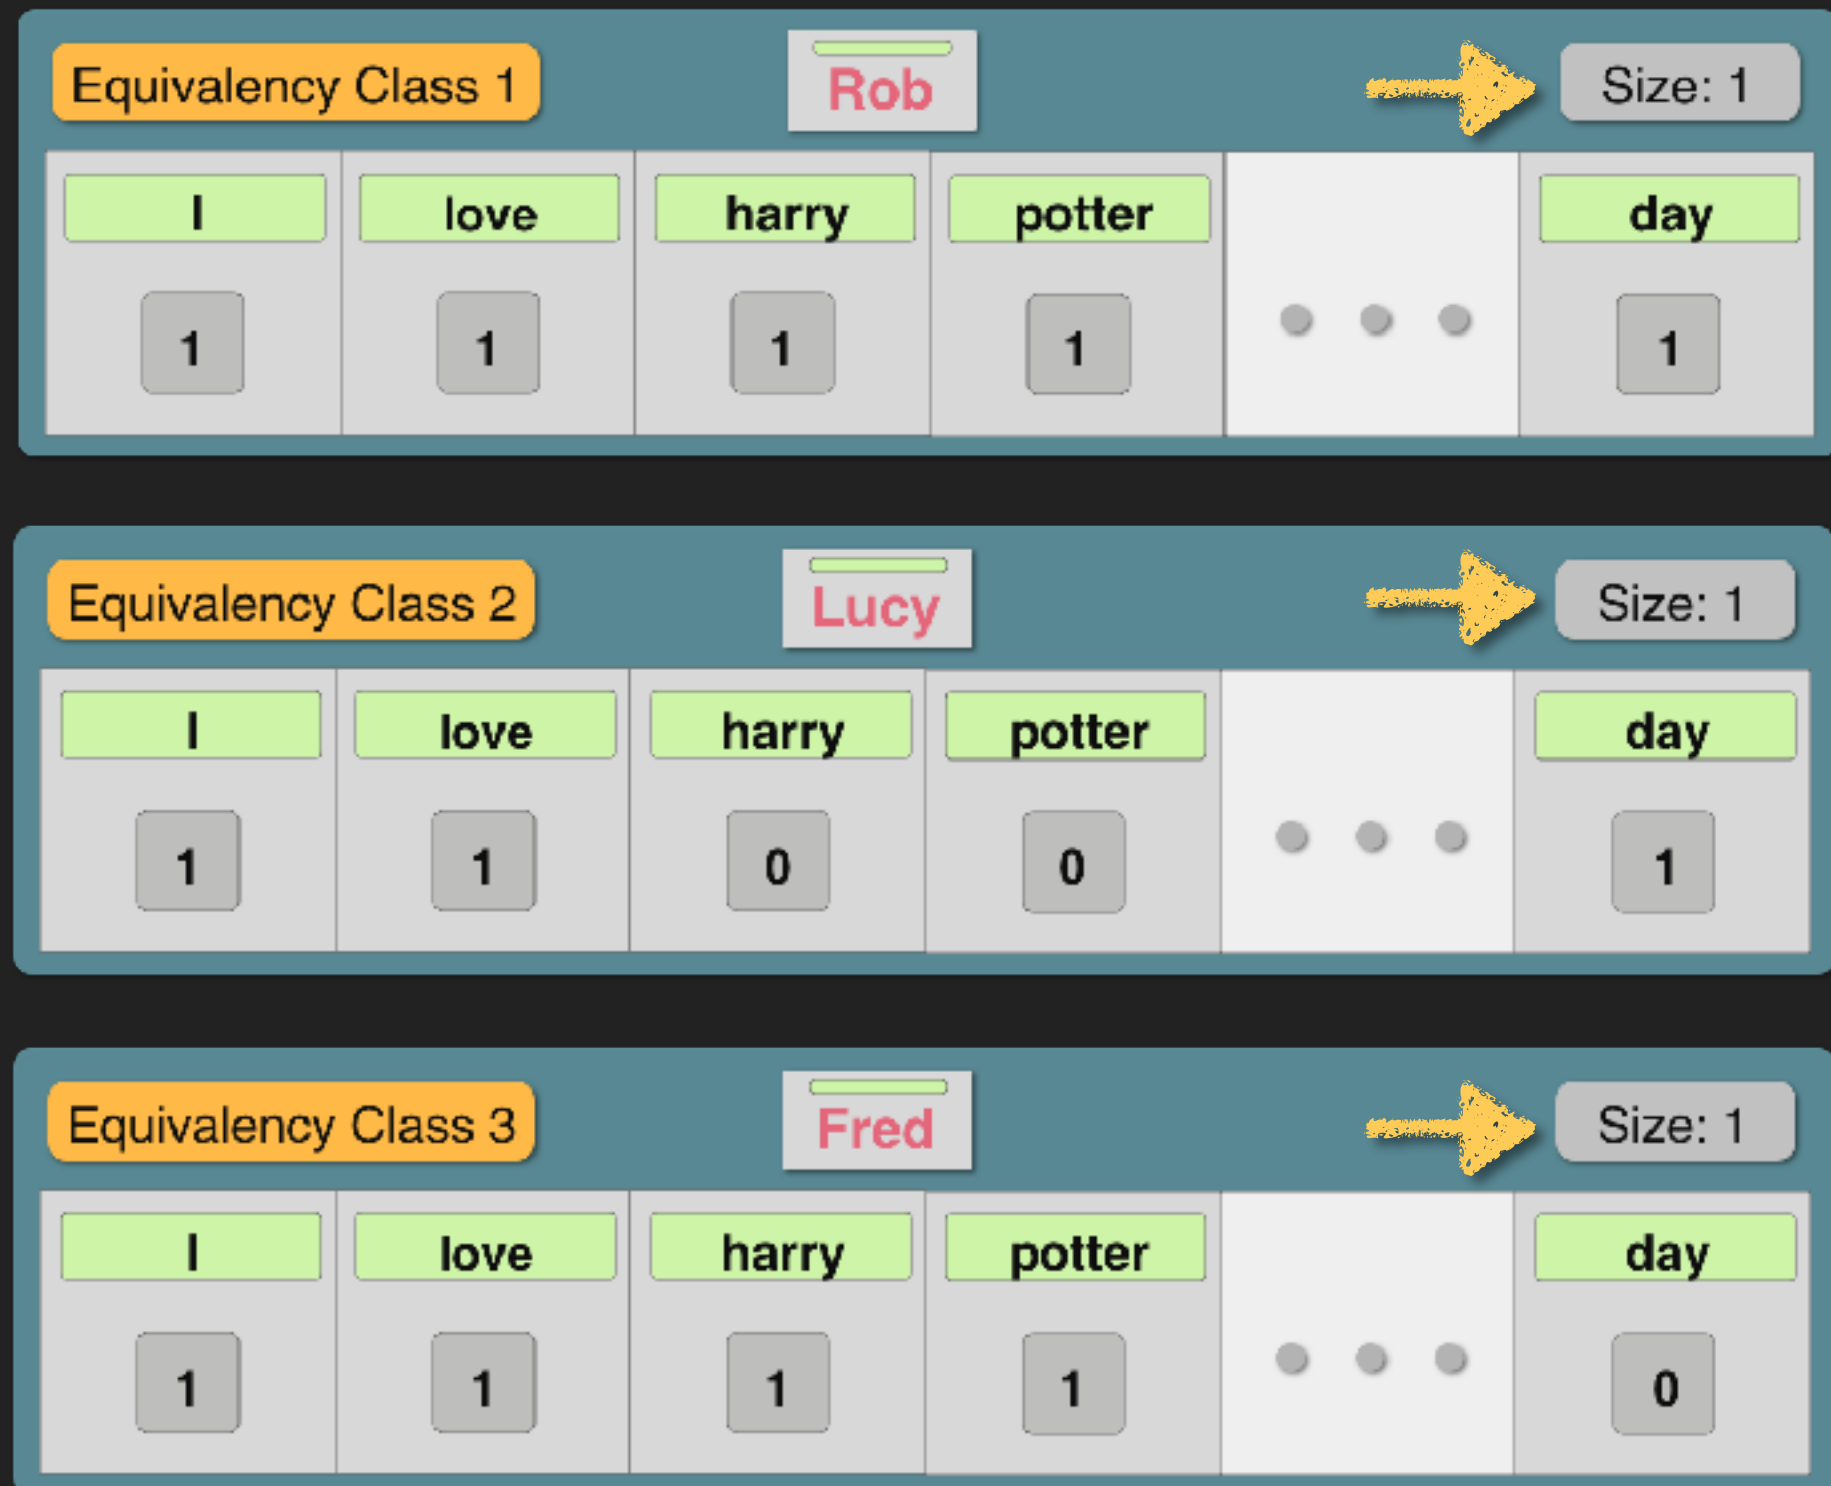 Equivalency Class 1 Rob Size: 1
I love harry potter day
1 1 1 1 1
Equivalency Class 2 Lucy Size: 1
I love harry potter day
1 1 0 0 1
Equivalency Class 3 Fred Size: 1
I love harry potter day
1 1 1 1 0